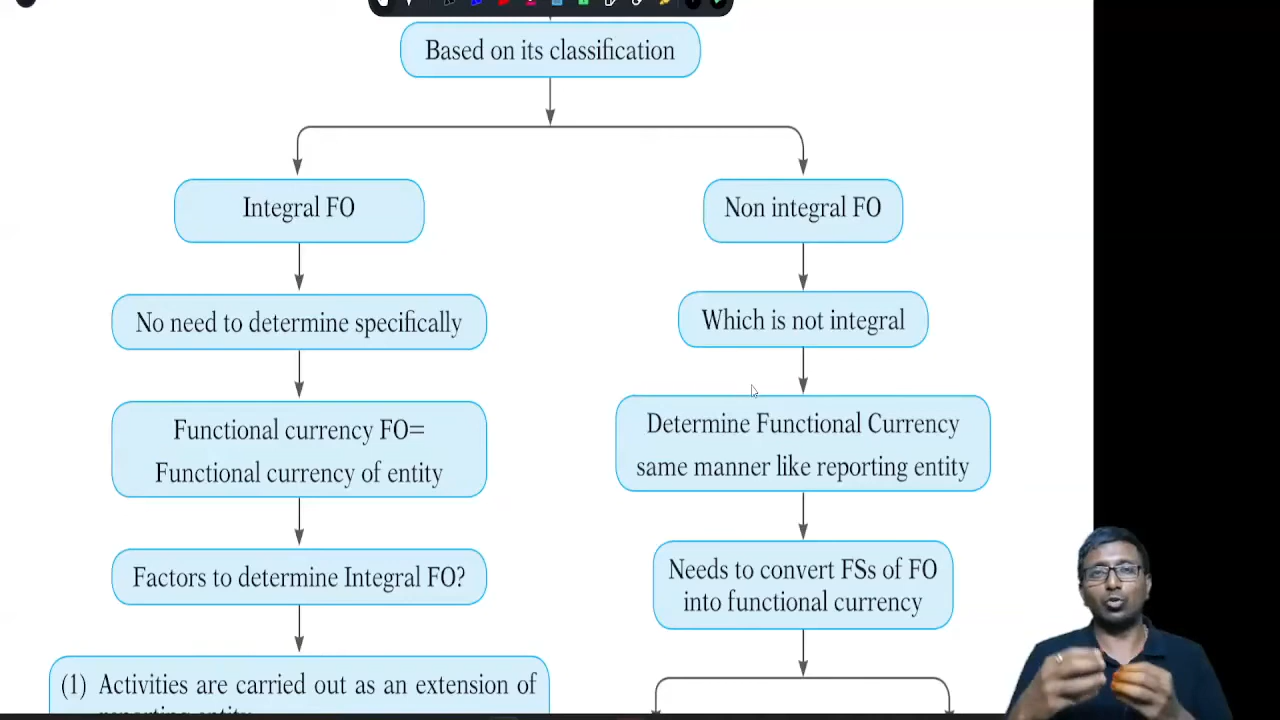 Based on its classification
Integral FO
No need to determine specifically
Functional currency FO=
Functional currency of entity
Factors to determine Integral FO?
(1) Activities are carried out as an extension of
Non integral FO
Which is not integral
Determine Functional Currency
same manner like reporting entity
Needs to convert FSs of FO
into functional currency